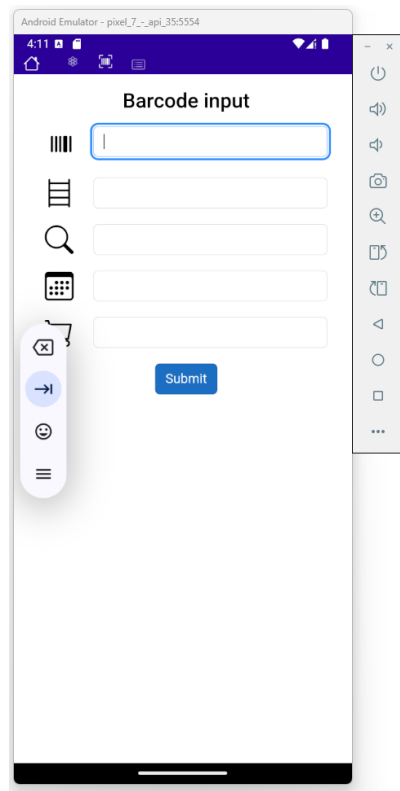 Android Emulator - pixel_7_-_api_35:5554
4:11
Barcode input
Submit